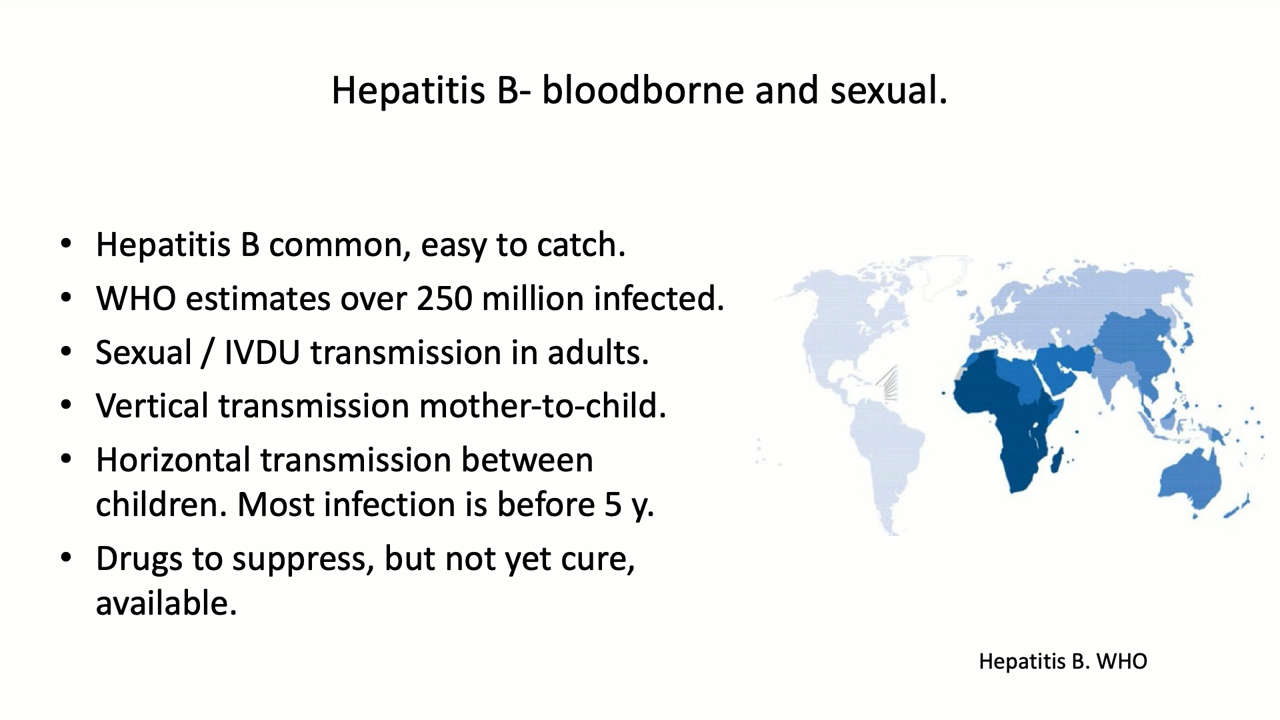 Hepatitis B- bloodborne and sexual.
• Hepatitis B common, easy to catch.
• WHO estimates over 250 million infected.
• Sexual / IVDU transmission in adults.
• Vertical transmission mother-to-child.
• Horizontal transmission between
children. Most infection is before 5 y.
• Drugs to suppress, but not yet cure,
available.
Hepatitis B. WHO